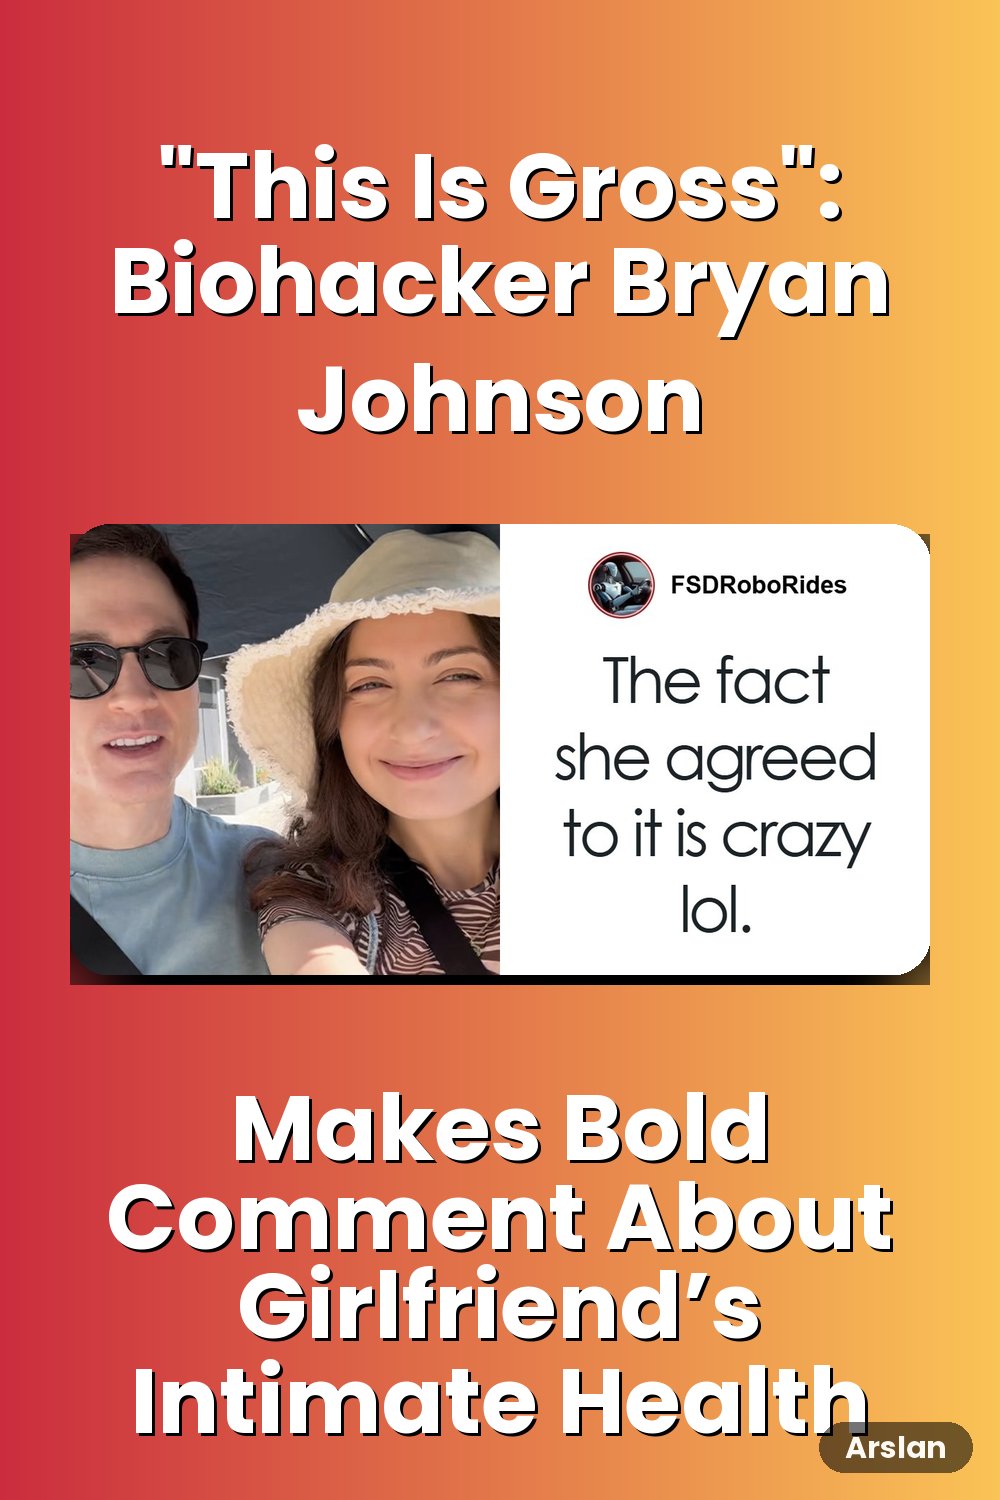 "This Is Gross":
Biohacker Bryan
Johnson
FSDRoboRides
The fact
she agreed
to it is crazy
lol.
Makes Bold
Comment About
Girlfriend’s
Intimate Health
Arslan